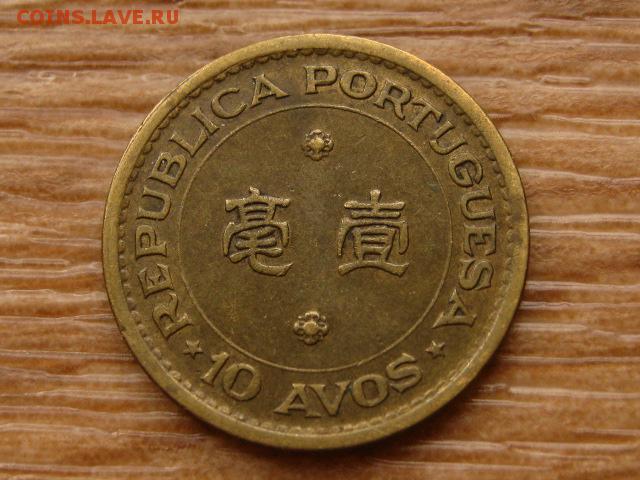 COINS.LAVE.RU
REPUBLICA PORTUGUESA
壹毫
10 AVOS